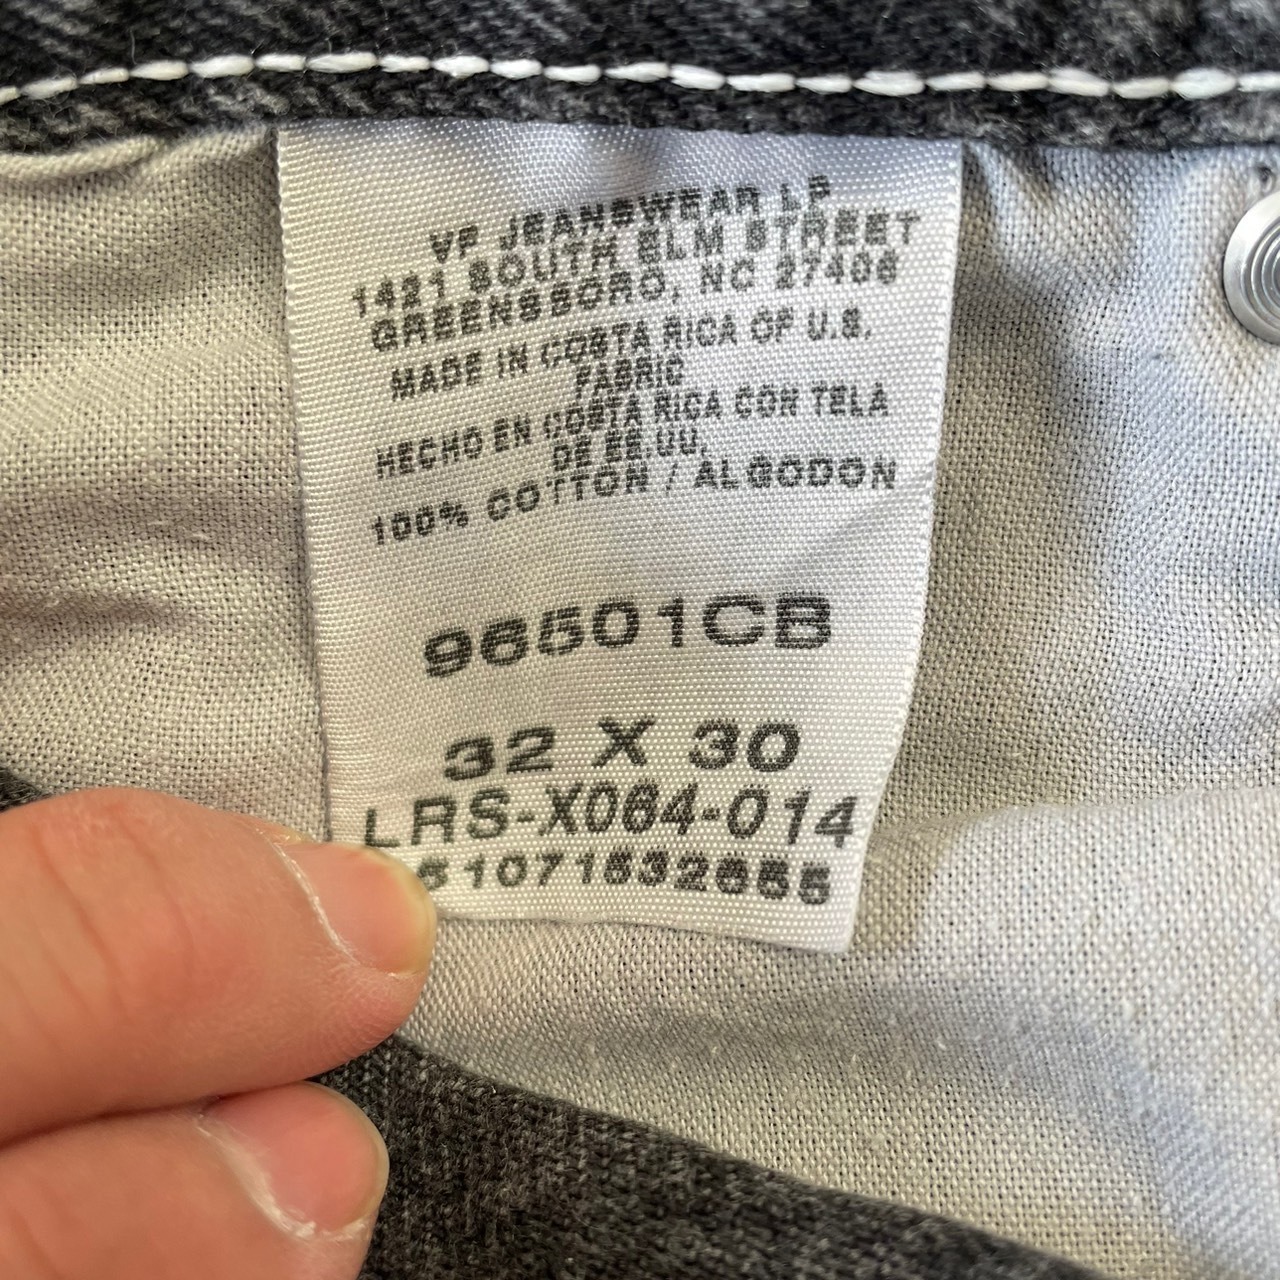 VF JEANSWEAR LP
1421 SOUTH ELM STREET
GREENSBORO, NC 27406
MADE IN COSTA RICA OF U.S.
FABRIC
HECHO EN COSTA RICA CON TELA
DE EE.UU.
100% COTTON / ALGODON
96501CB
32 X 30
LRS-X064-014
51071532655